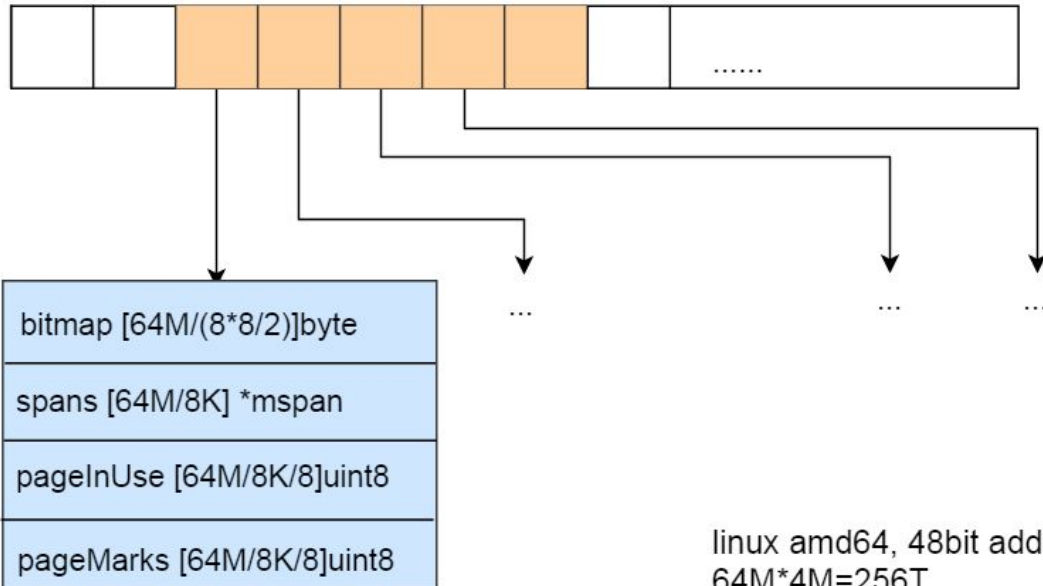 ......
... ... ...
bitmap [64M/(8*8/2)]byte
spans [64M/8K] *mspan
pageInUse [64M/8K/8]uint8
pageMarks [64M/8K/8]uint8
linux amd64, 48bit add
64M*4M=256T